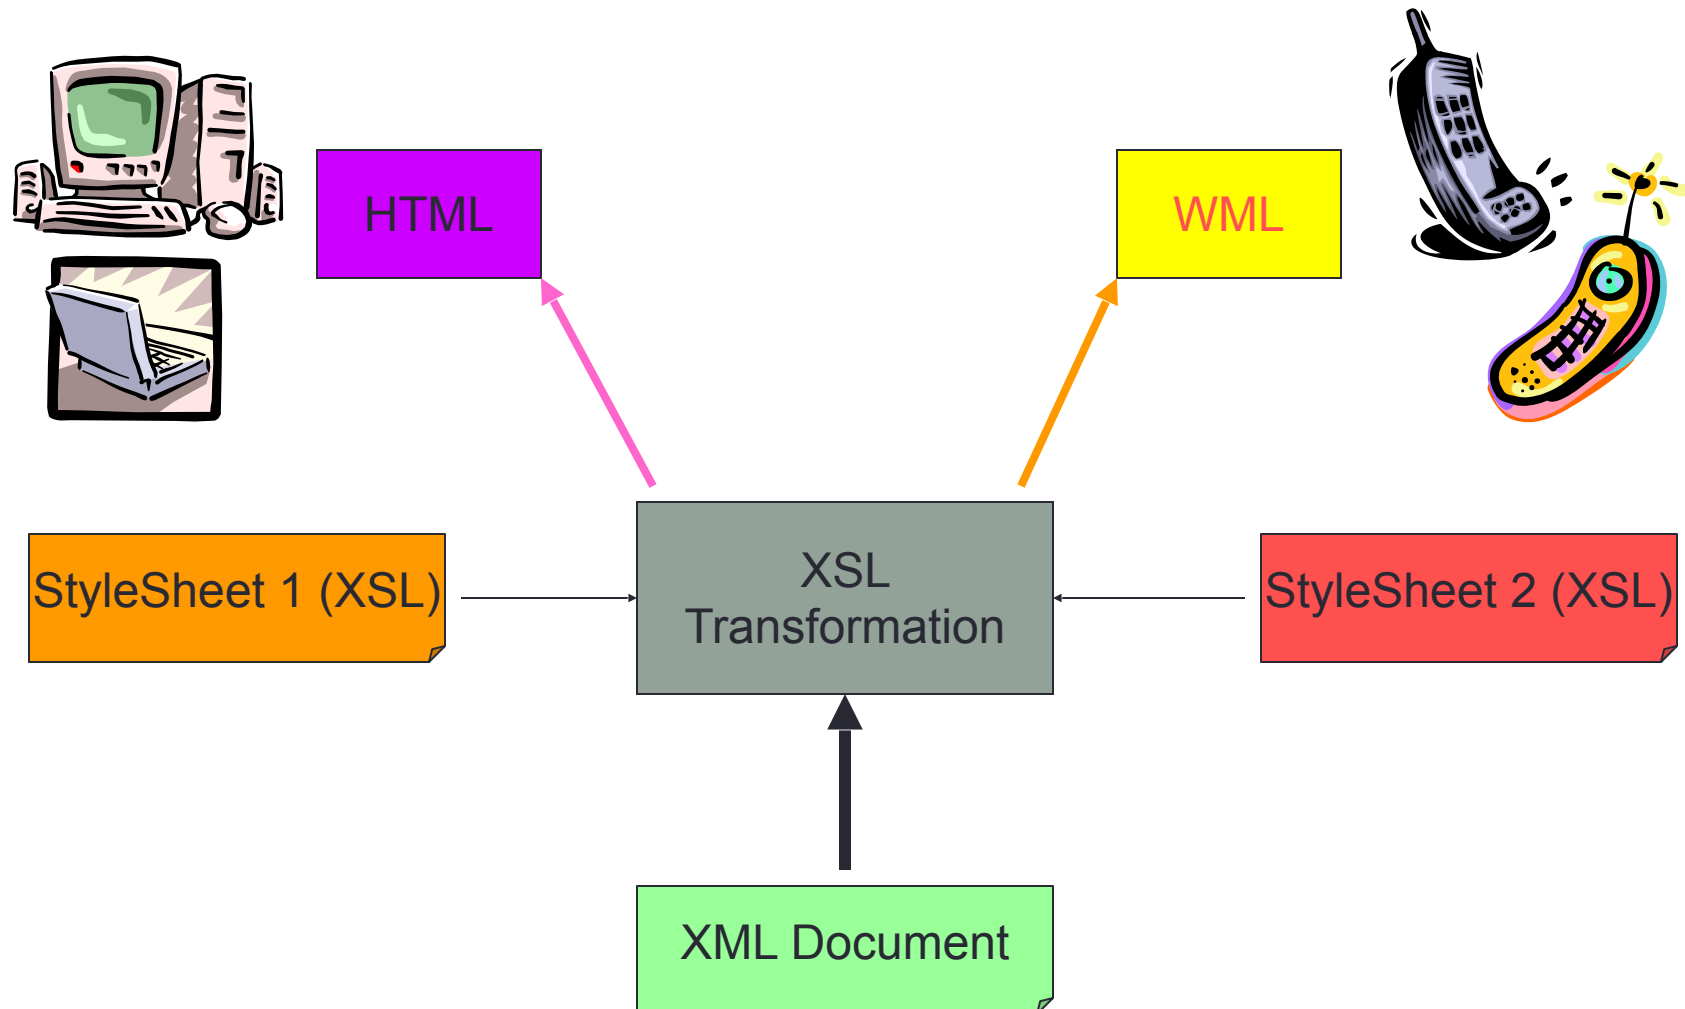 HTML
WML
StyleSheet 1 (XSL)
XSL
Transformation
StyleSheet 2 (XSL)
XML Document